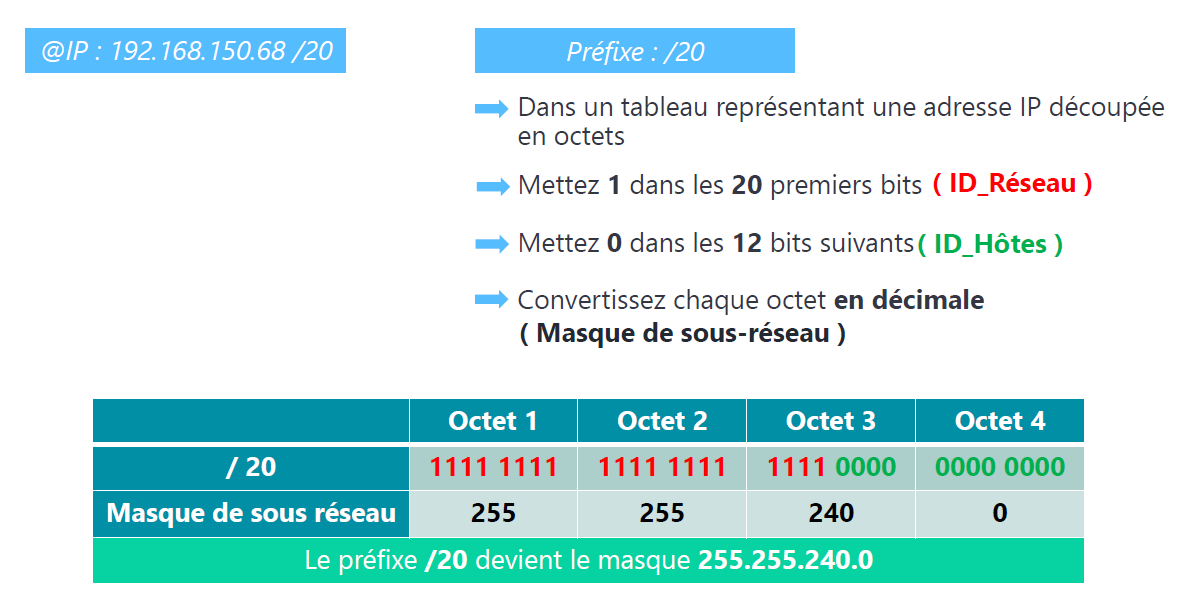 @IP : 192.168.150.68 /20
Préfixe : /20
Dans un tableau représentant une adresse IP découpée
en octets
Mettez 1 dans les 20 premiers bits ( ID_Réseau )
Mettez 0 dans les 12 bits suivants ( ID_Hôtes )
Convertissez chaque octet en décimale
( Masque de sous-réseau )
Octet 1 Octet 2 Octet 3 Octet 4
/ 20 1111 1111 1111 1111 1111 0000 0000 0000
Masque de sous réseau 255 255 240 0
Le préfixe /20 devient le masque 255.255.240.0